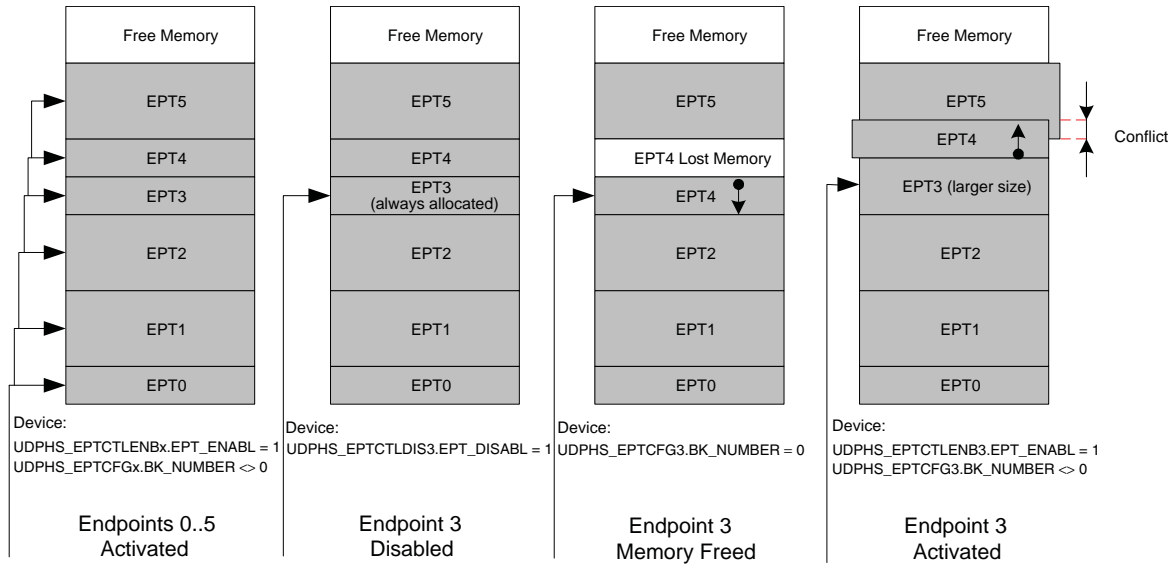 Free Memory
EPT5
EPT4
EPT3
EPT2
EPT1
EPT0
Device:
UDPHS_EPTCTLENBx.EPT_ENABL = 1
UDPHS_EPTCFGx.BK_NUMBER <> 0
Endpoints 0..5
Activated
Free Memory
EPT5
EPT4
EPT3
(always allocated)
EPT2
EPT1
EPT0
Device:
UDPHS_EPTCTLDIS3.EPT_DISABL = 1
Endpoint 3
Disabled
Free Memory
EPT5
EPT4 Lost Memory
EPT4
EPT2
EPT1
EPT0
Device:
UDPHS_EPTCFG3.BK_NUMBER = 0
Endpoint 3
Memory Freed
Free Memory
EPT5
EPT4
Conflict
EPT3 (larger size)
EPT2
EPT1
EPT0
Device:
UDPHS_EPTCTLENB3.EPT_ENABL = 1
UDPHS_EPTCFG3.BK_NUMBER <> 0
Endpoint 3
Activated